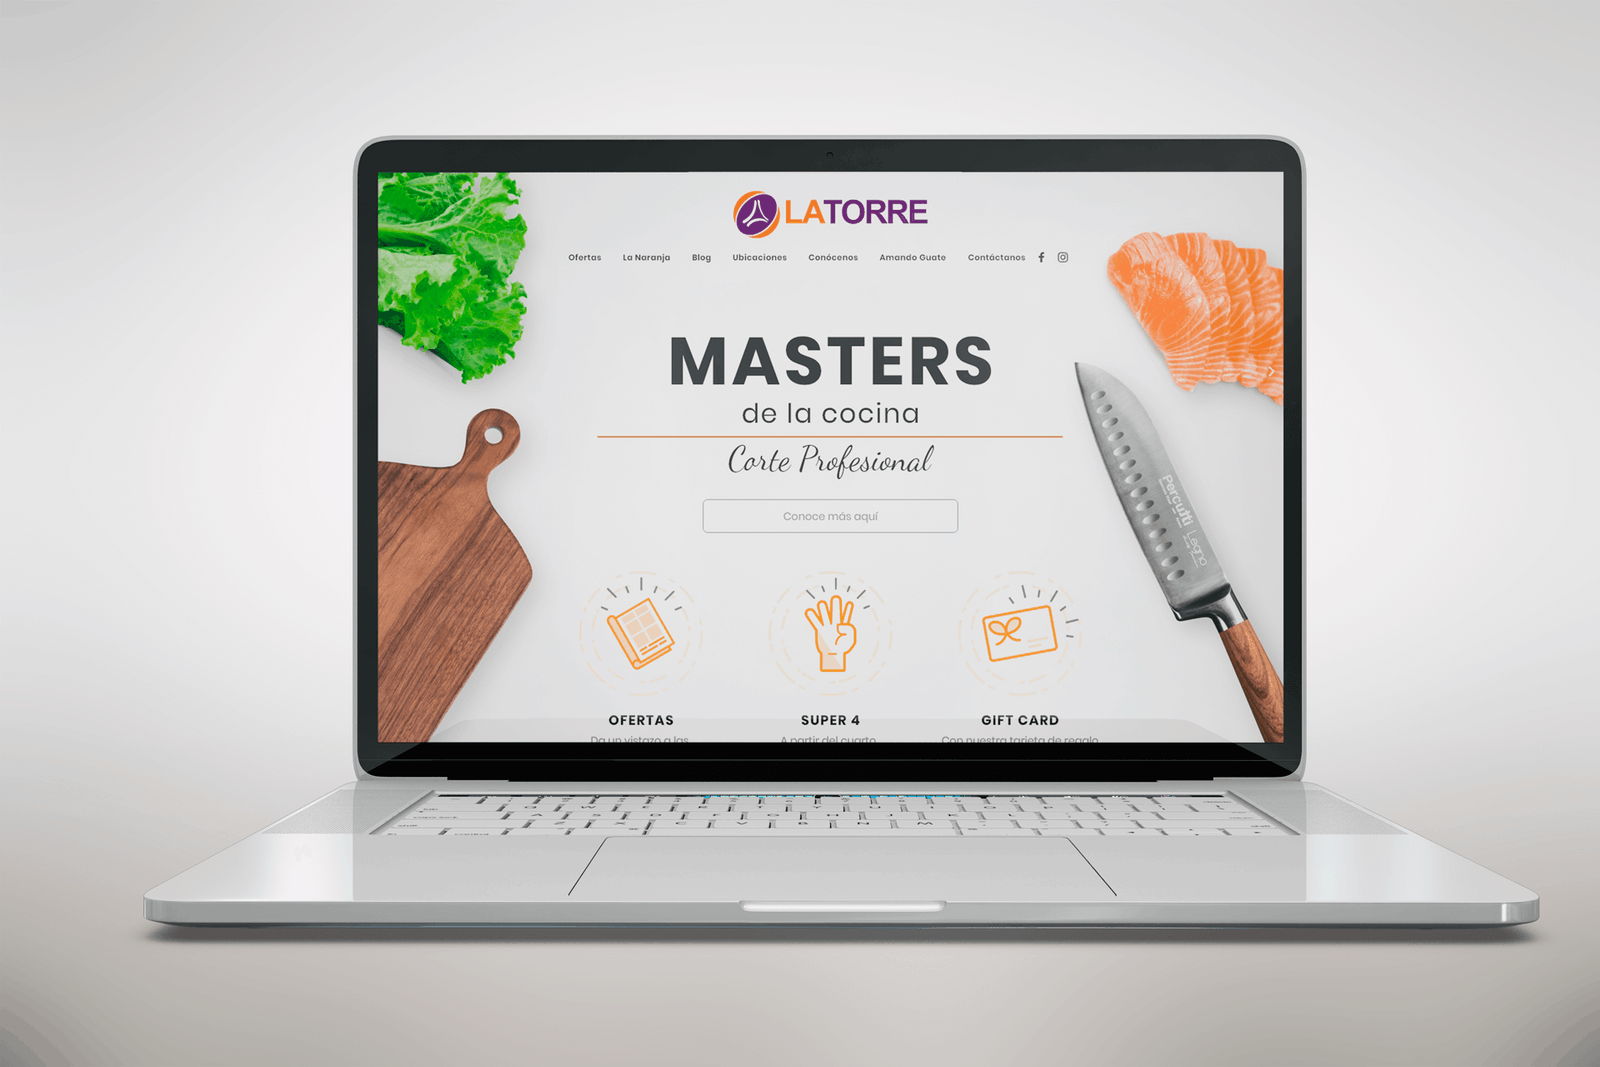 LATORRE
Ofertas La Naranja Blog Ubicaciones Conócenos Amando Guate Contáctanos
MASTERS
de la cocina
Corte Profesional
Conoce más aquí
Percutti Legno
OFERTAS SUPER 4 GIFT CARD
Da un vistazo a las A partir del cuarto Con nuestra tarjeta de regalo